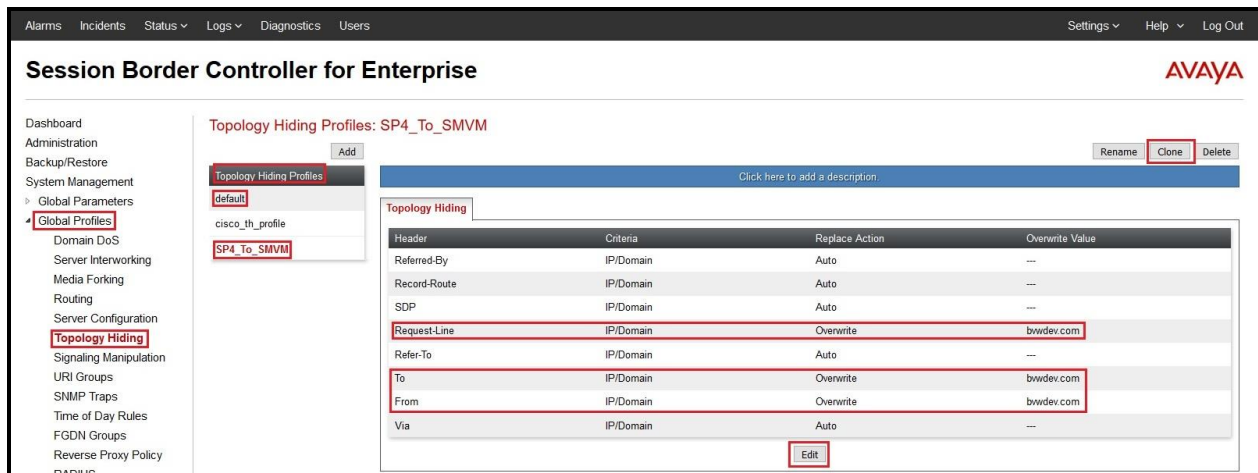 Alarms Incidents Status Logs Diagnostics Users Settings Help Log Out
Session Border Controller for Enterprise
AVAYA
Dashboard
Administration
Backup/Restore
System Management
Global Parameters
Global Profiles
Domain DoS
Server Interworking
Media Forking
Routing
Server Configuration
Topology Hiding
Signaling Manipulation
URI Groups
SNMP Traps
Time of Day Rules
FGDN Groups
Reverse Proxy Policy
RADIUS
Topology Hiding Profiles: SP4_To_SMVM
Add
Rename Clone Delete
Topology Hiding Profiles
default
cisco_th_profile
SP4_To_SMVM
Click here to add a description.
Topology Hiding
Header Criteria Replace Action Overwrite Value
Referred-By IP/Domain Auto ---
Record-Route IP/Domain Auto ---
SDP IP/Domain Auto ---
Request-Line IP/Domain Overwrite bvwdev.com
Refer-To IP/Domain Auto ---
To IP/Domain Overwrite bvwdev.com
From IP/Domain Overwrite bvwdev.com
Via IP/Domain Auto ---
Edit